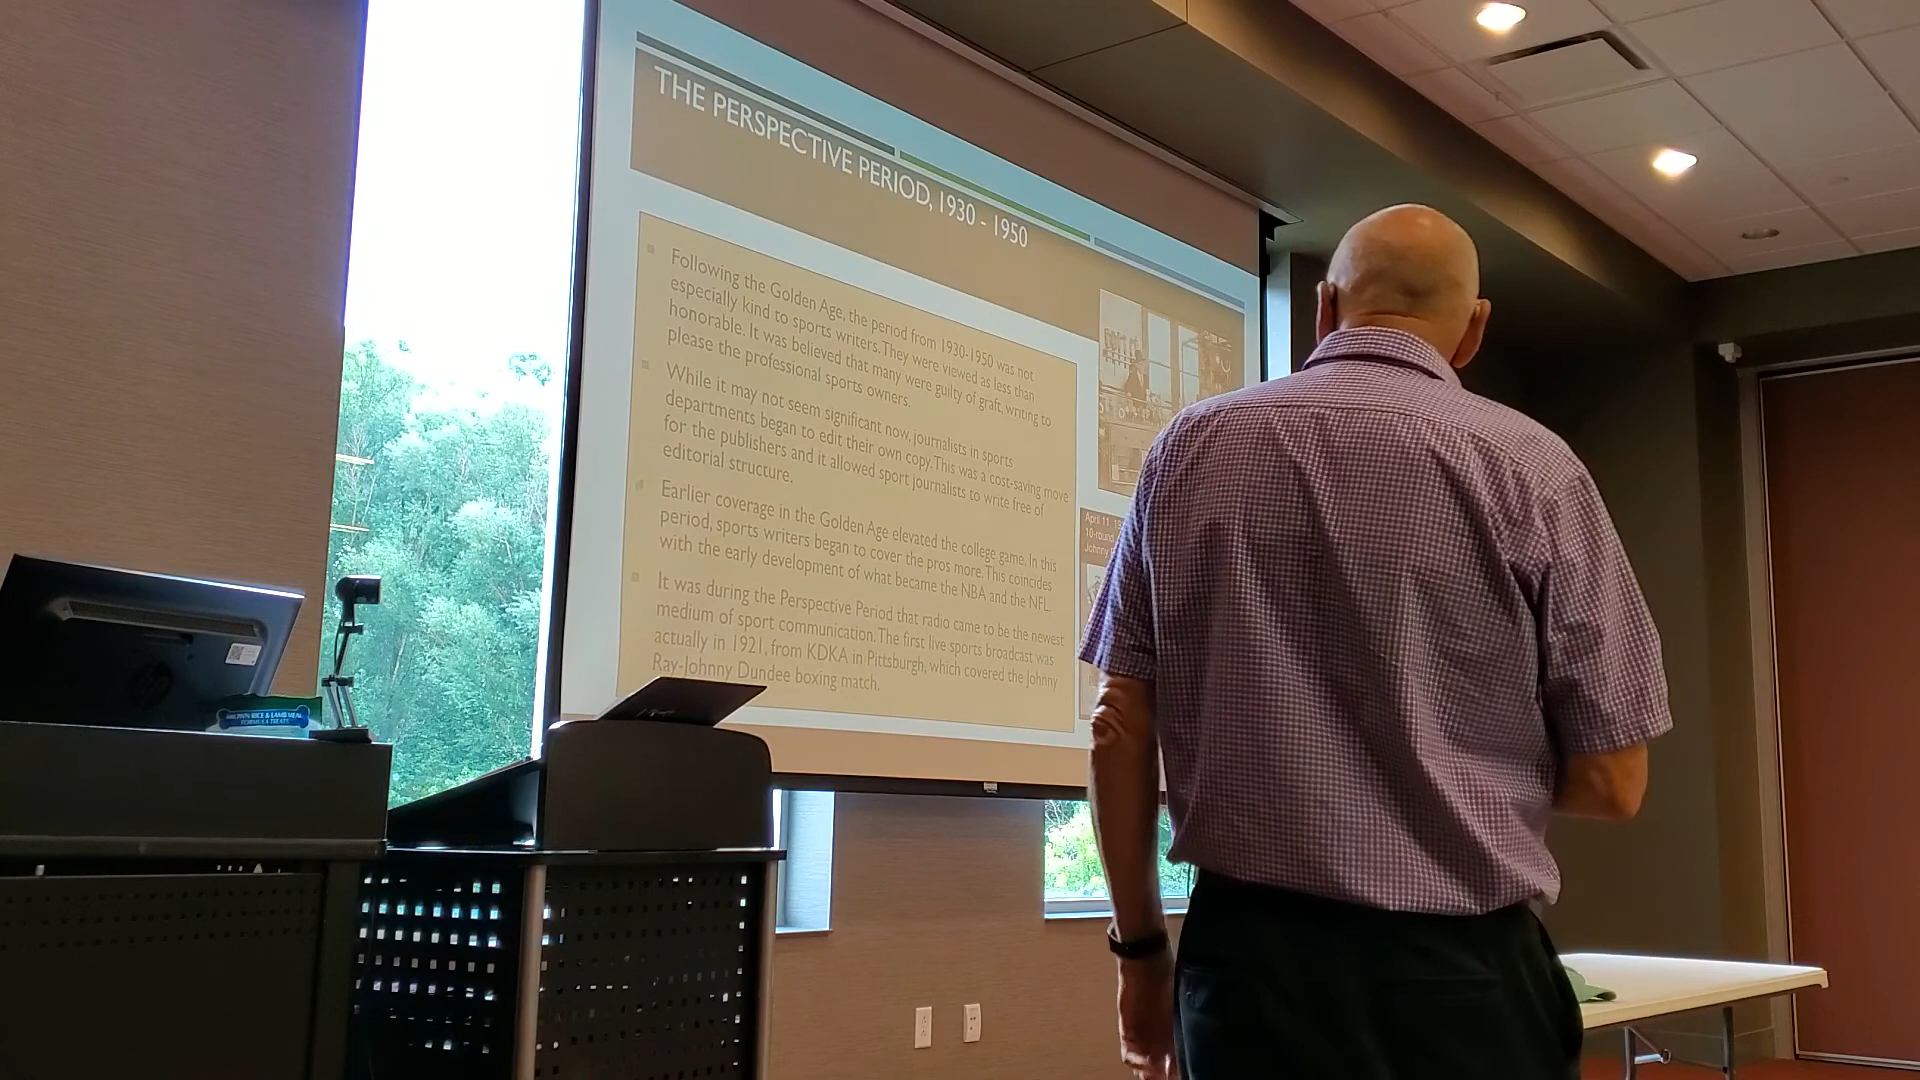 THE PERSPECTIVE PERIOD, 1930 - 1950
Following the Golden Age, the period from 1930-1950 was not
especially kind to sports writers. They were viewed as less than
honorable. It was believed that many were guilty of graft, writing to
please the professional sports owners.
While it may not seem significant now, journalists in sports
departments began to edit their own copy. This was a cost-saving move
for the publishers and it allowed sport journalists to write free of
editorial structure.
Earlier coverage in the Golden Age elevated the college game. In this
period, sports writers began to cover the pros more. This coincides
with the early development of what became the NBA and the NFL.
It was during the Perspective Period that radio came to be the newest
medium of sport communication. The first live sports broadcast was
actually in 1921, from KDKA in Pittsburgh, which covered the Johnny
Ray-Johnny Dundee boxing match.
April 11, 19
10-round
Johnny
BROWN RICE & LAMB MEAL
FORMULA TREATS